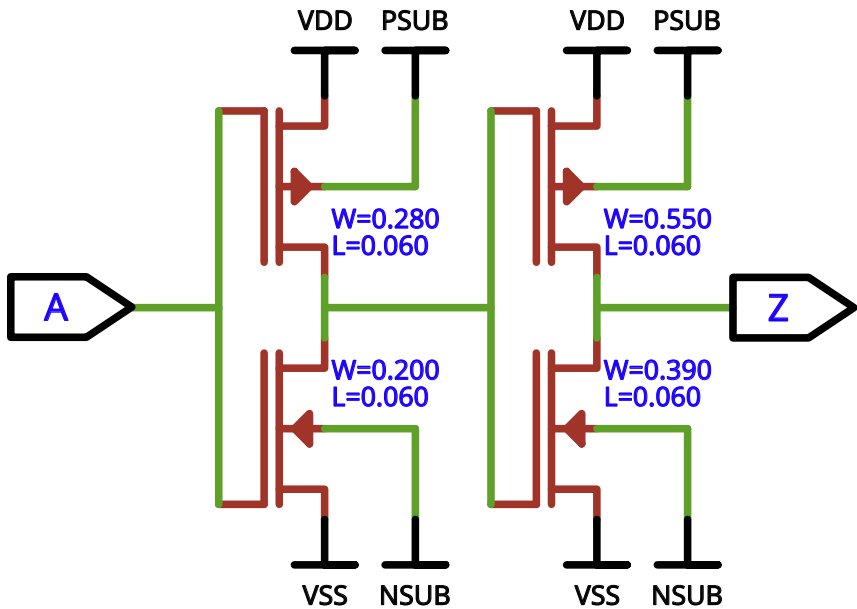 VDD PSUB VDD PSUB
W=0.280 W=0.550
L=0.060 L=0.060
A Z
W=0.200 W=0.390
L=0.060 L=0.060
VSS NSUB VSS NSUB